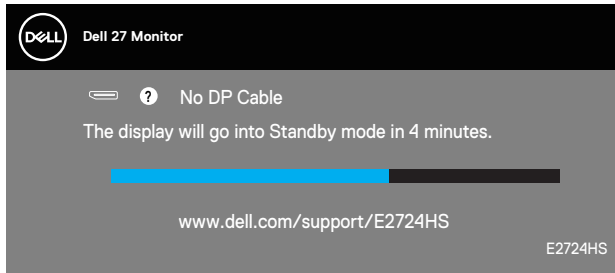 DELL
Dell 27 Monitor
? No DP Cable
The display will go into Standby mode in 4 minutes.
www.dell.com/support/E2724HS
E2724HS